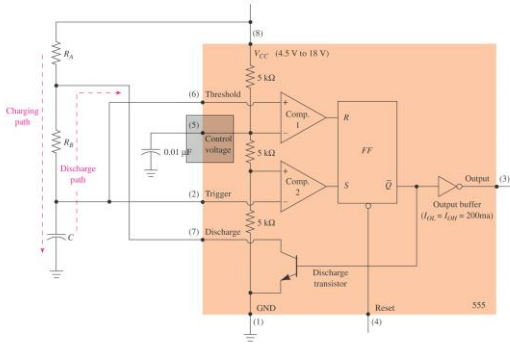 (8)
V_CC (4.5 V to 18 V)
R_A
5 kΩ
(6) Threshold
Charging
path
Comp.
1
R
(5)
Control
voltage
FF
R_B
0.01 µF
5 kΩ
Discharge
path
Comp.
2
S
Q̄
Output
(3)
(2) Trigger
Output buffer
(I_OL = I_OH = 200ma)
C
5 kΩ
(7) Discharge
Discharge
transistor
GND
Reset
555
(1)
(4)